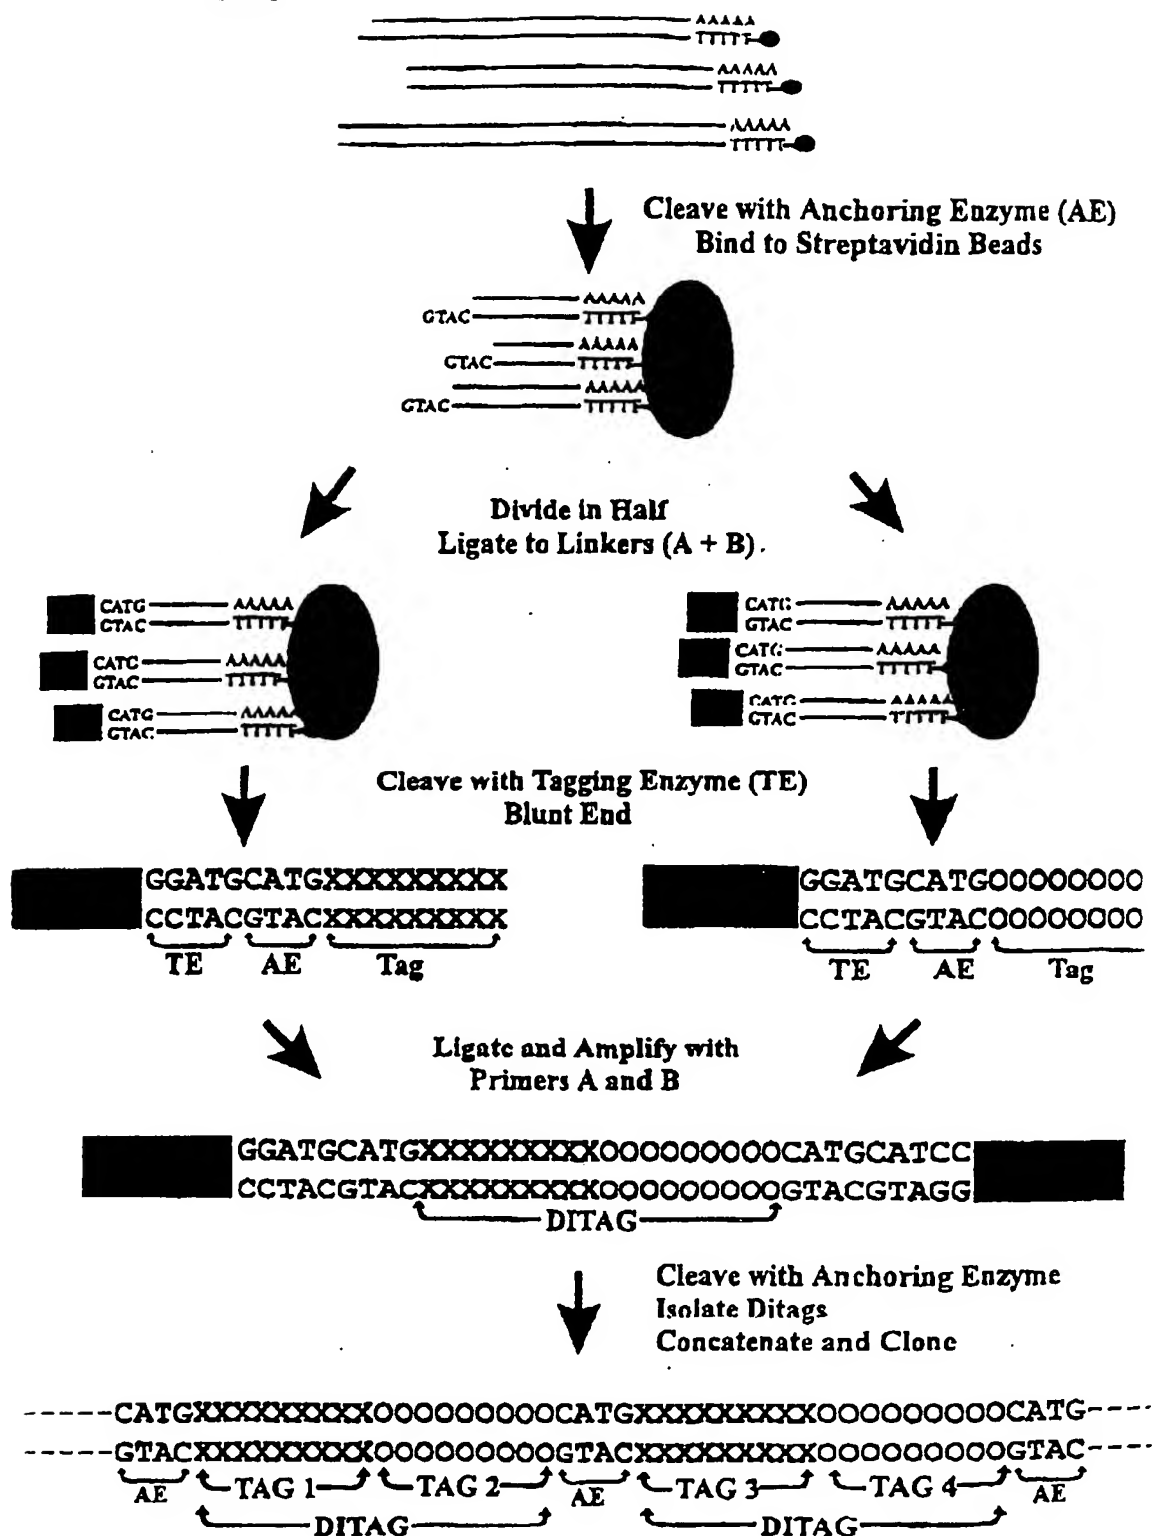 AAAAA
TTTTT
AAAAA
TTTTT
AAAAA
TTTTT
Cleave with Anchoring Enzyme (AE)
Bind to Streptavidin Beads
AAAAA
GTAC TTTTT
AAAAA
GTAC TTTTT
AAAAA
GTAC TTTTT
Divide in Half
Ligate to Linkers (A + B)
CATG AAAAA CATG AAAAA
GTAC TTTTT GTAC TTTTT
CATG AAAAA CATG AAAAA
GTAC TTTTT GTAC TTTTT
CATG AAAAA CATG AAAAA
GTAC TTTTT GTAC TTTTT
Cleave with Tagging Enzyme (TE)
Blunt End
GGATGCATGXXXXXXXXX GGATGCATGOOOOOOOO
CCTACGTACXXXXXXXXX CCTACGTACOOOOOOOO
TE AE Tag TE AE Tag
Ligate and Amplify with
Primers A and B
GGATGCATGXXXXXXXXXOOOOOOOOOCATGCATCC
CCTACGTACXXXXXXXXXOOOOOOOOOGTACGTAGG
DITAG
Cleave with Anchoring Enzyme
Isolate Ditags
Concatenate and Clone
-----CATGXXXXXXXXXOOOOOOOOOCATGXXXXXXXXXOOOOOOOOOCATG----
-----GTACXXXXXXXXXOOOOOOOOOGTACXXXXXXXXXOOOOOOOOOGTAC----
AE TAG 1 TAG 2 AE TAG 3 TAG 4 AE
DITAG DITAG